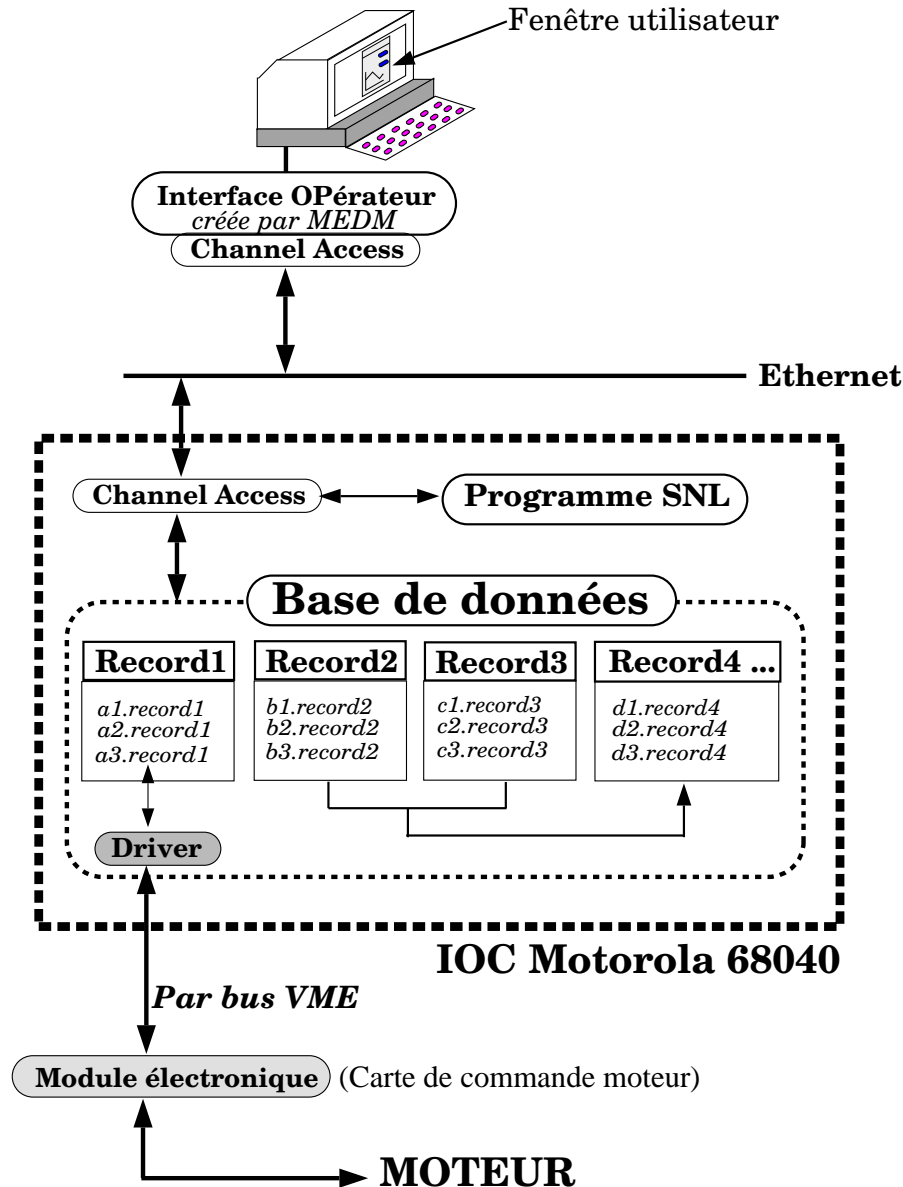 Fenêtre utilisateur
Interface OPérateur
créée par MEDM
Channel Access
Ethernet
Channel Access
Programme SNL
Base de données
Record1
a1.record1
a2.record1
a3.record1
Record2
b1.record2
b2.record2
b3.record2
Record3
c1.record3
c2.record3
c3.record3
Record4 ...
d1.record4
d2.record4
d3.record4
Driver
IOC Motorola 68040
Par bus VME
Module électronique (Carte de commande moteur)
MOTEUR